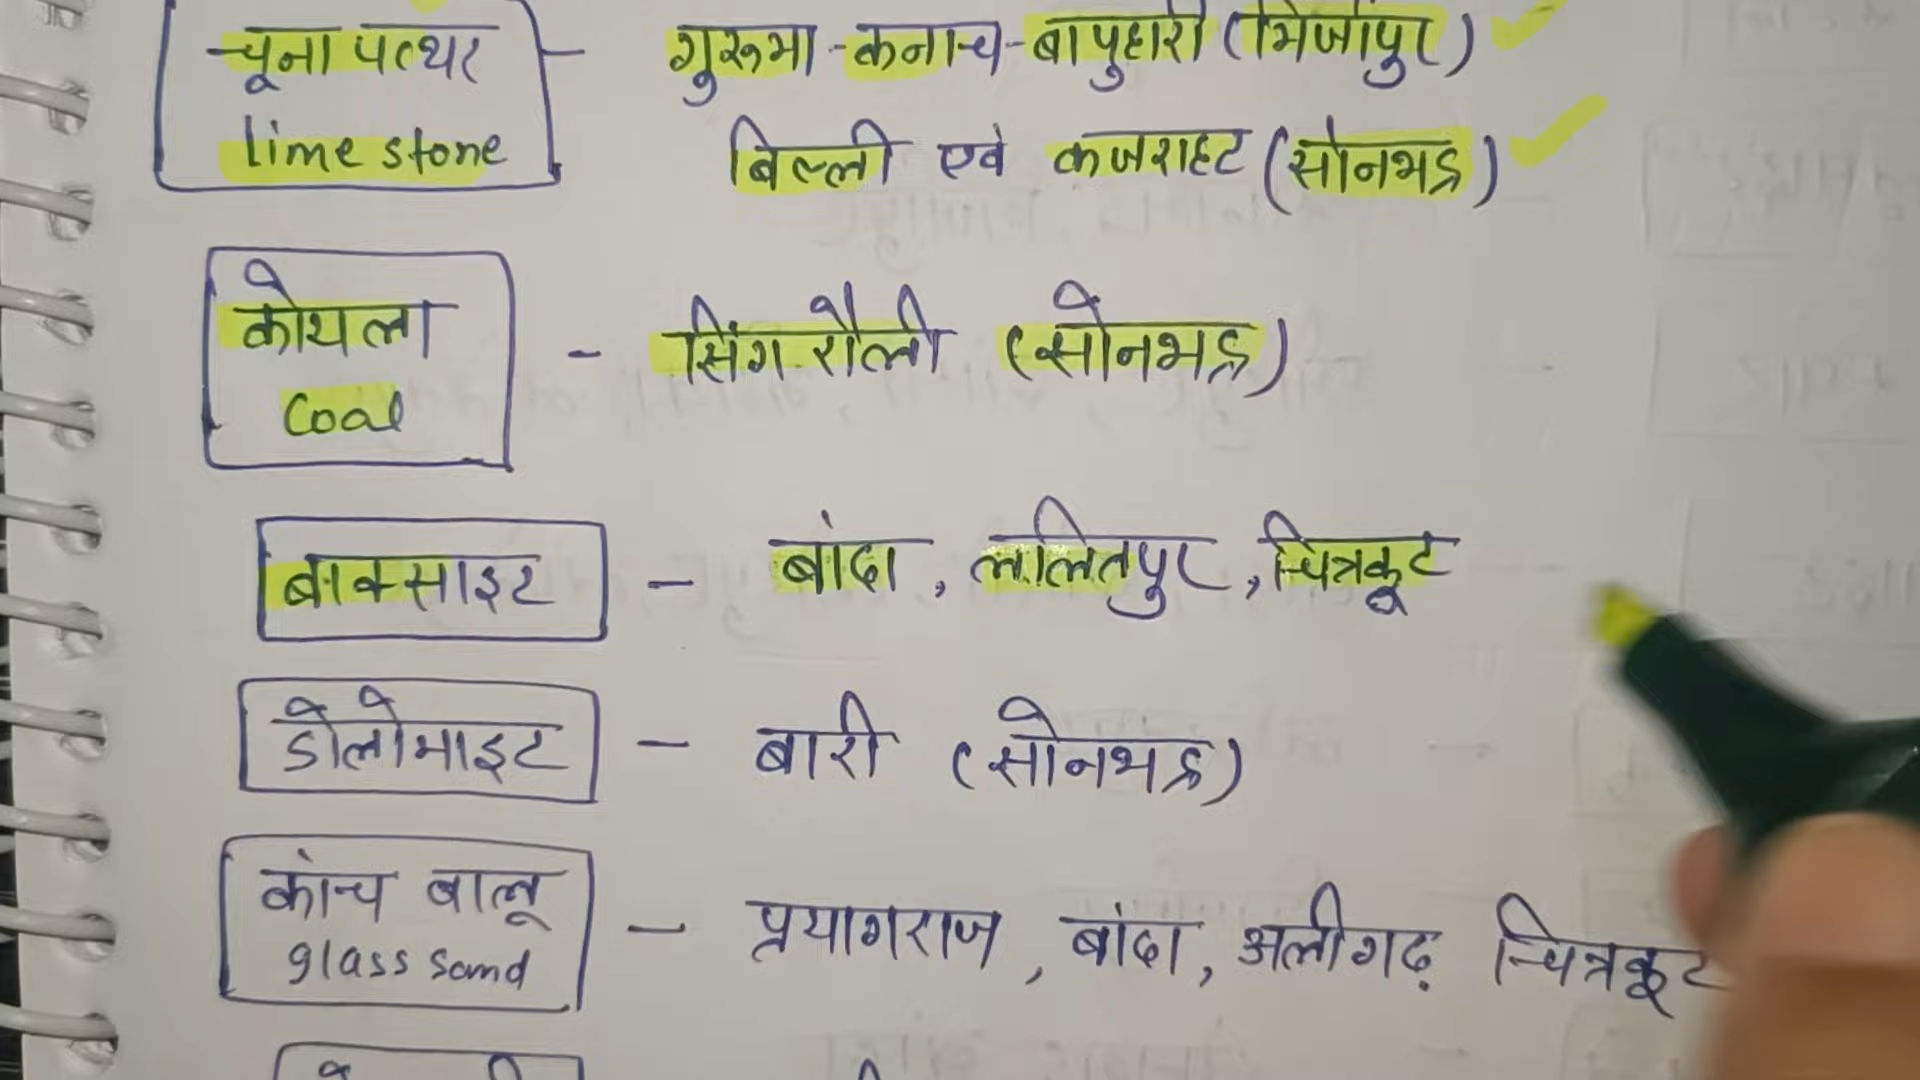 चूना पत्थर - गुरुमा-कनाच-बापुहारी (मिर्जापुर)
lime stone बिल्ली एवं कजराहट (सोनभद्र)
कोयला - सिंगरौली (सोनभद्र)
Coal
बाक्साइट - बांदा, ललितपुर, चित्रकूट
डोलोमाइट - बारी (सोनभद्र)
कांच बालू - प्रयागराज, बांदा, अलीगढ़ चित्रकूट
glass sand